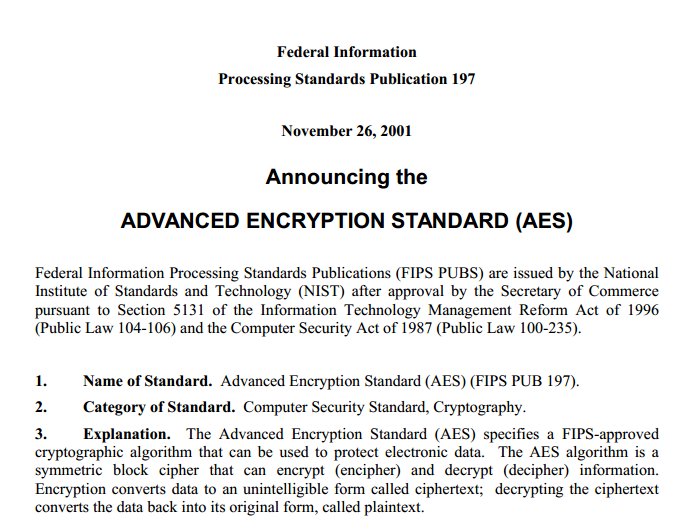 Federal Information
Processing Standards Publication 197
November 26, 2001
Announcing the
ADVANCED ENCRYPTION STANDARD (AES)
Federal Information Processing Standards Publications (FIPS PUBS) are issued by the National
Institute of Standards and Technology (NIST) after approval by the Secretary of Commerce
pursuant to Section 5131 of the Information Technology Management Reform Act of 1996
(Public Law 104-106) and the Computer Security Act of 1987 (Public Law 100-235).
1. Name of Standard. Advanced Encryption Standard (AES) (FIPS PUB 197).
2. Category of Standard. Computer Security Standard, Cryptography.
3. Explanation. The Advanced Encryption Standard (AES) specifies a FIPS-approved
cryptographic algorithm that can be used to protect electronic data. The AES algorithm is a
symmetric block cipher that can encrypt (encipher) and decrypt (decipher) information.
Encryption converts data to an unintelligible form called ciphertext; decrypting the ciphertext
converts the data back into its original form, called plaintext.